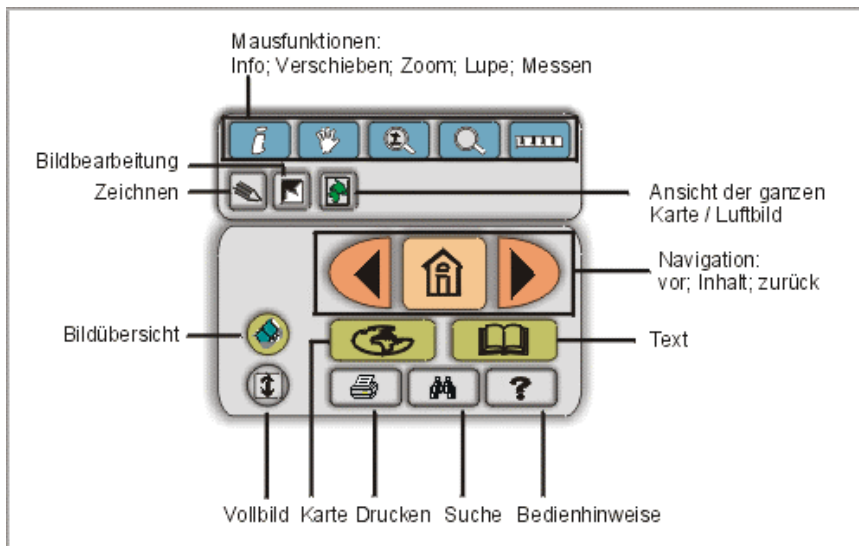 Mausfunktionen:
Info; Verschieben; Zoom; Lupe; Messen
Bildbearbeitung
Zeichnen
Ansicht der ganzen
Karte / Luftbild
Navigation:
vor; Inhalt; zurück
Bildübersicht
Text
?
Vollbild Karte Drucken Suche Bedienhinweise